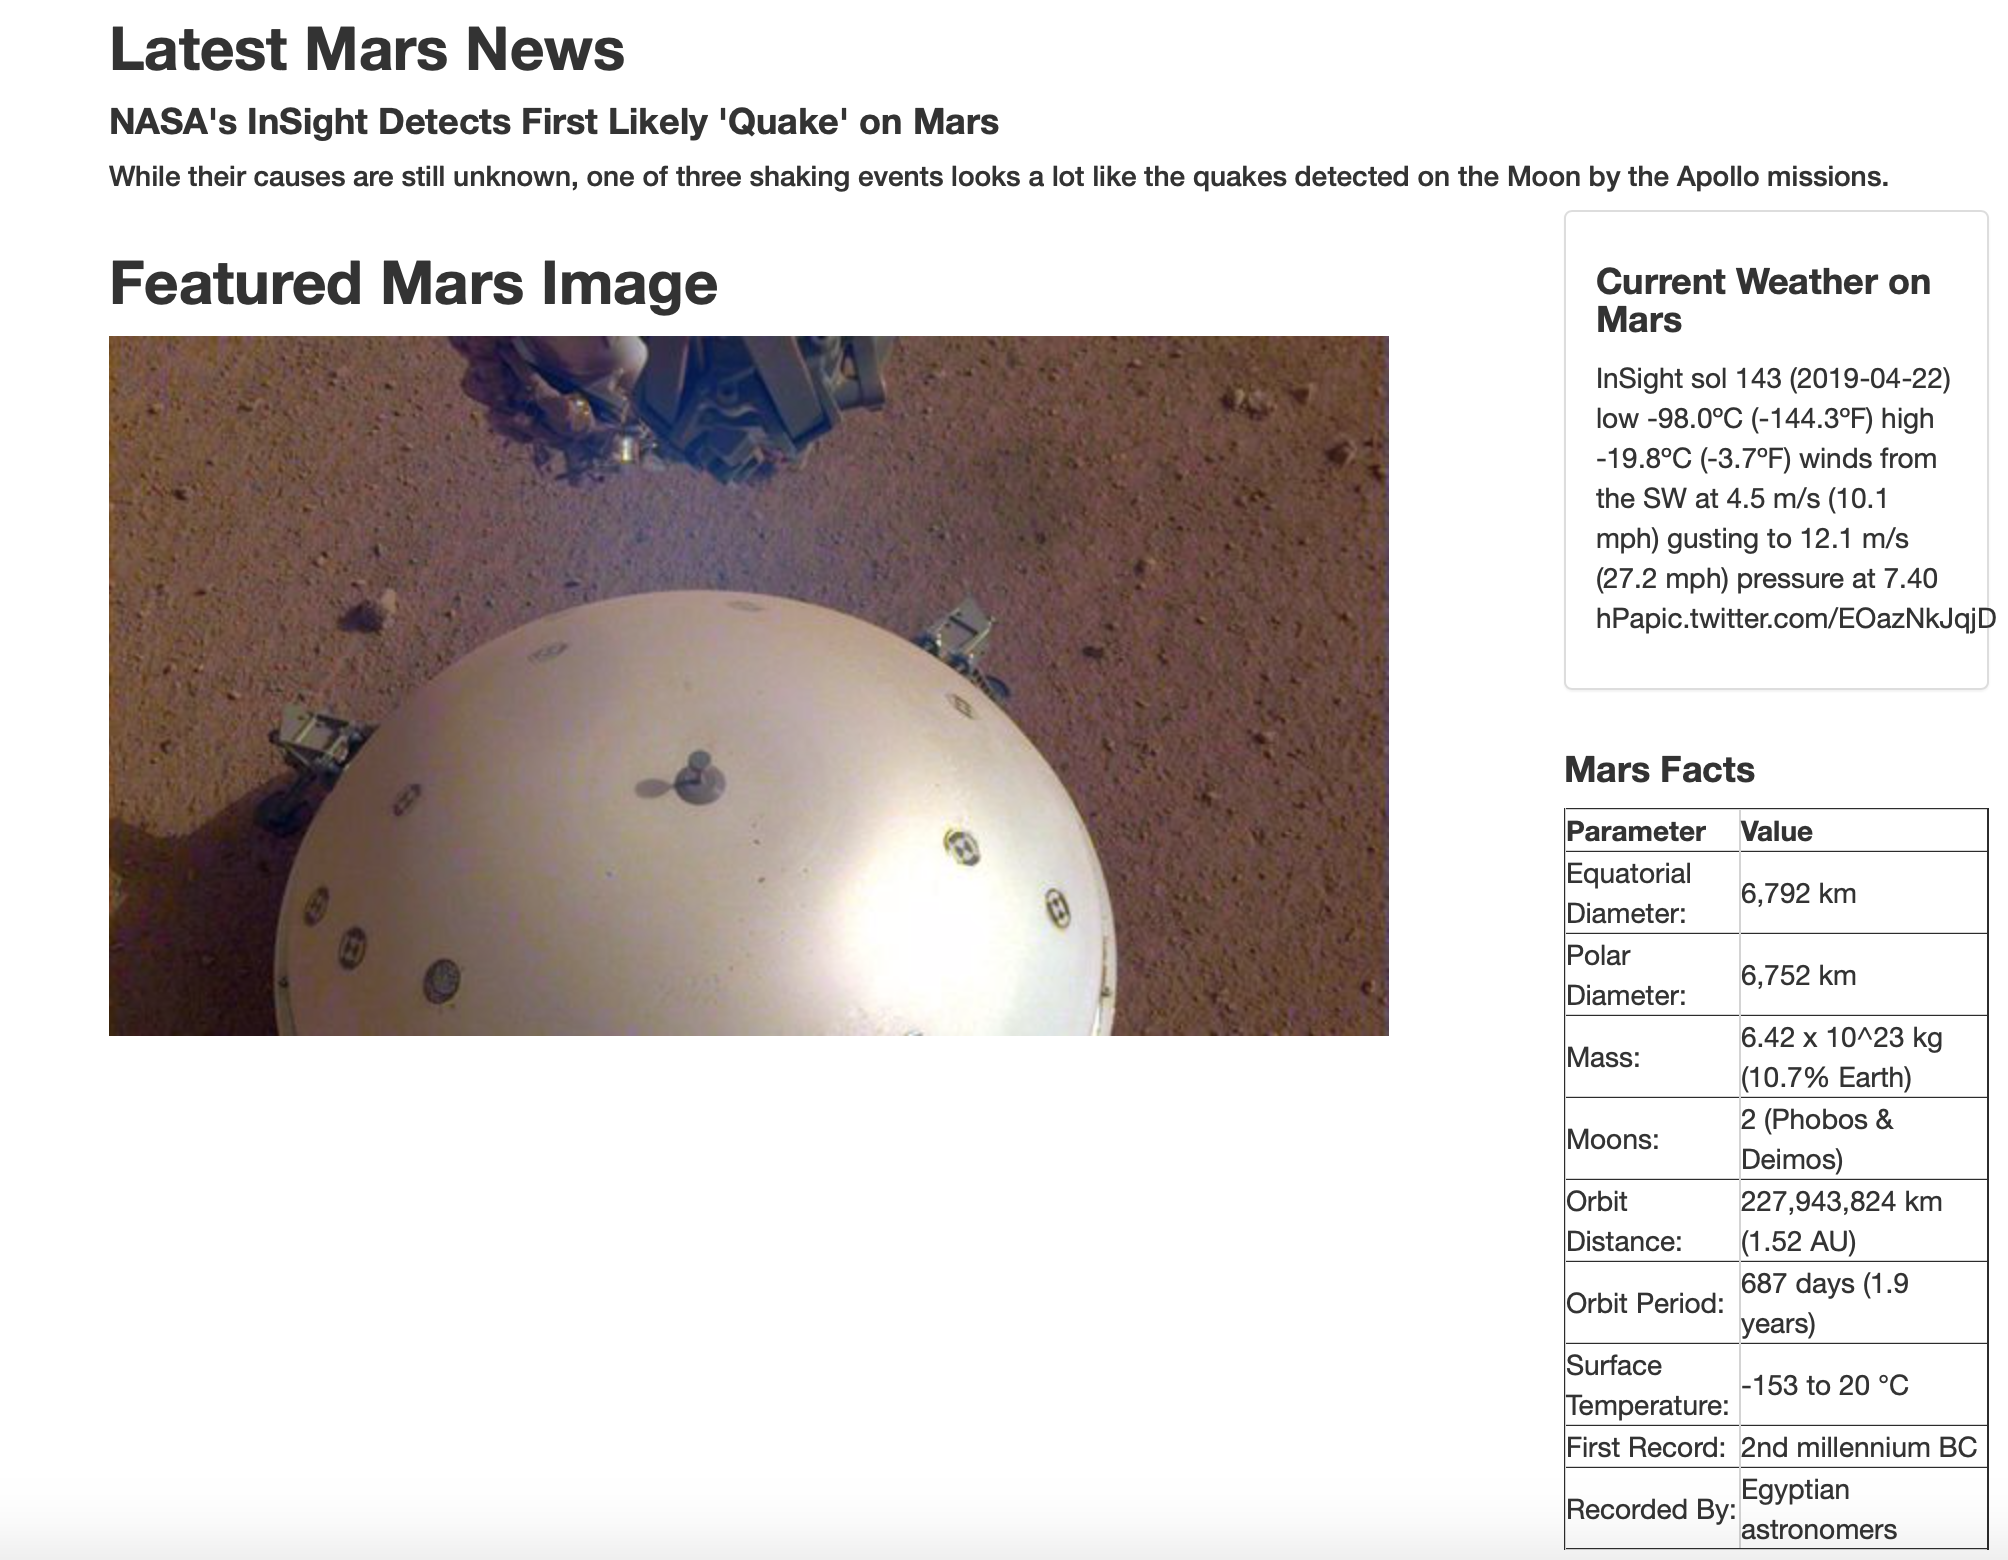 Latest Mars News
NASA's InSight Detects First Likely 'Quake' on Mars
While their causes are still unknown, one of three shaking events looks a lot like the quakes detected on the Moon by the Apollo missions.
Featured Mars Image
Current Weather on
Mars
InSight sol 143 (2019-04-22)
low -98.0ºC (-144.3ºF) high
-19.8ºC (-3.7ºF) winds from
the SW at 4.5 m/s (10.1
mph) gusting to 12.1 m/s
(27.2 mph) pressure at 7.40
hPapic.twitter.com/EOazNkJqjD
Mars Facts
Parameter Value
Equatorial
Diameter:
6,792 km
Polar
Diameter:
6,752 km
Mass:
6.42 x 10^23 kg
(10.7% Earth)
Moons:
2 (Phobos &
Deimos)
Orbit
Distance:
227,943,824 km
(1.52 AU)
Orbit Period:
687 days (1.9
years)
Surface
Temperature:
-153 to 20 °C
First Record: 2nd millennium BC
Recorded By:
Egyptian
astronomers